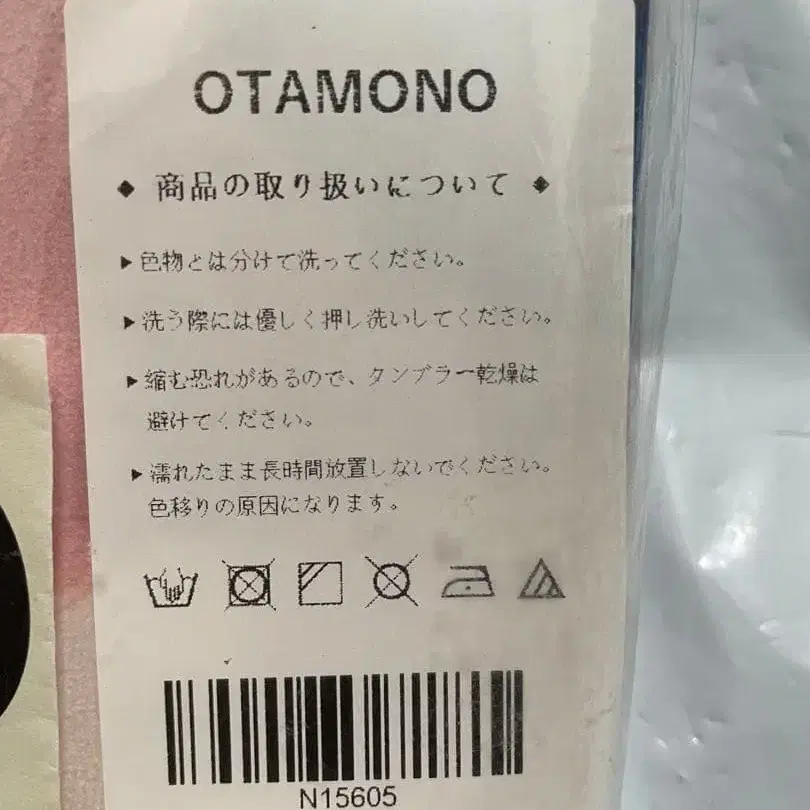 OTAMONO
◆ 商品の取り扱いについて ◆
▶色物とは分けて洗ってください。
▶洗う際には優しく押し洗いしてください。
▶縮む恐れがあるので、タンブラー乾燥は
避けてください。
▶濡れたまま長時間放置しないでください。
色移りの原因になります。
N15605